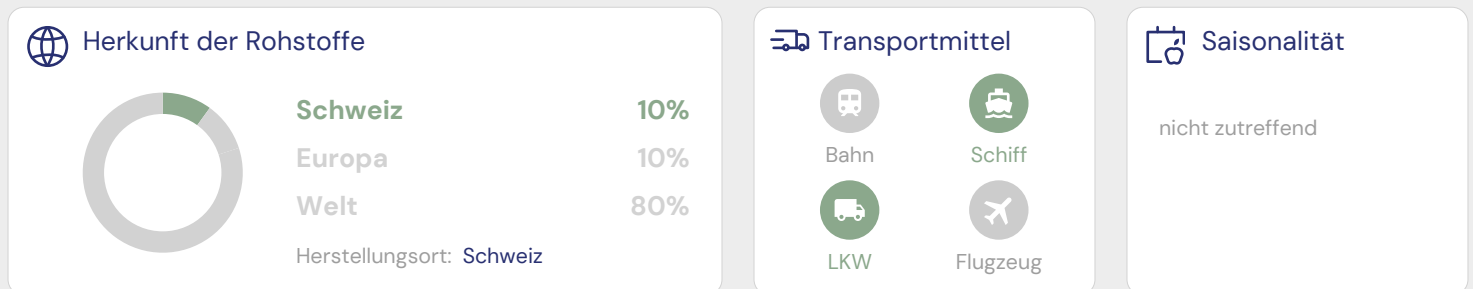 Herkunft der Rohstoffe
Schweiz 10%
Europa 10%
Welt 80%
Herstellungsort: Schweiz
Transportmittel
Bahn Schiff
LKW Flugzeug
Saisonalität
nicht zutreffend